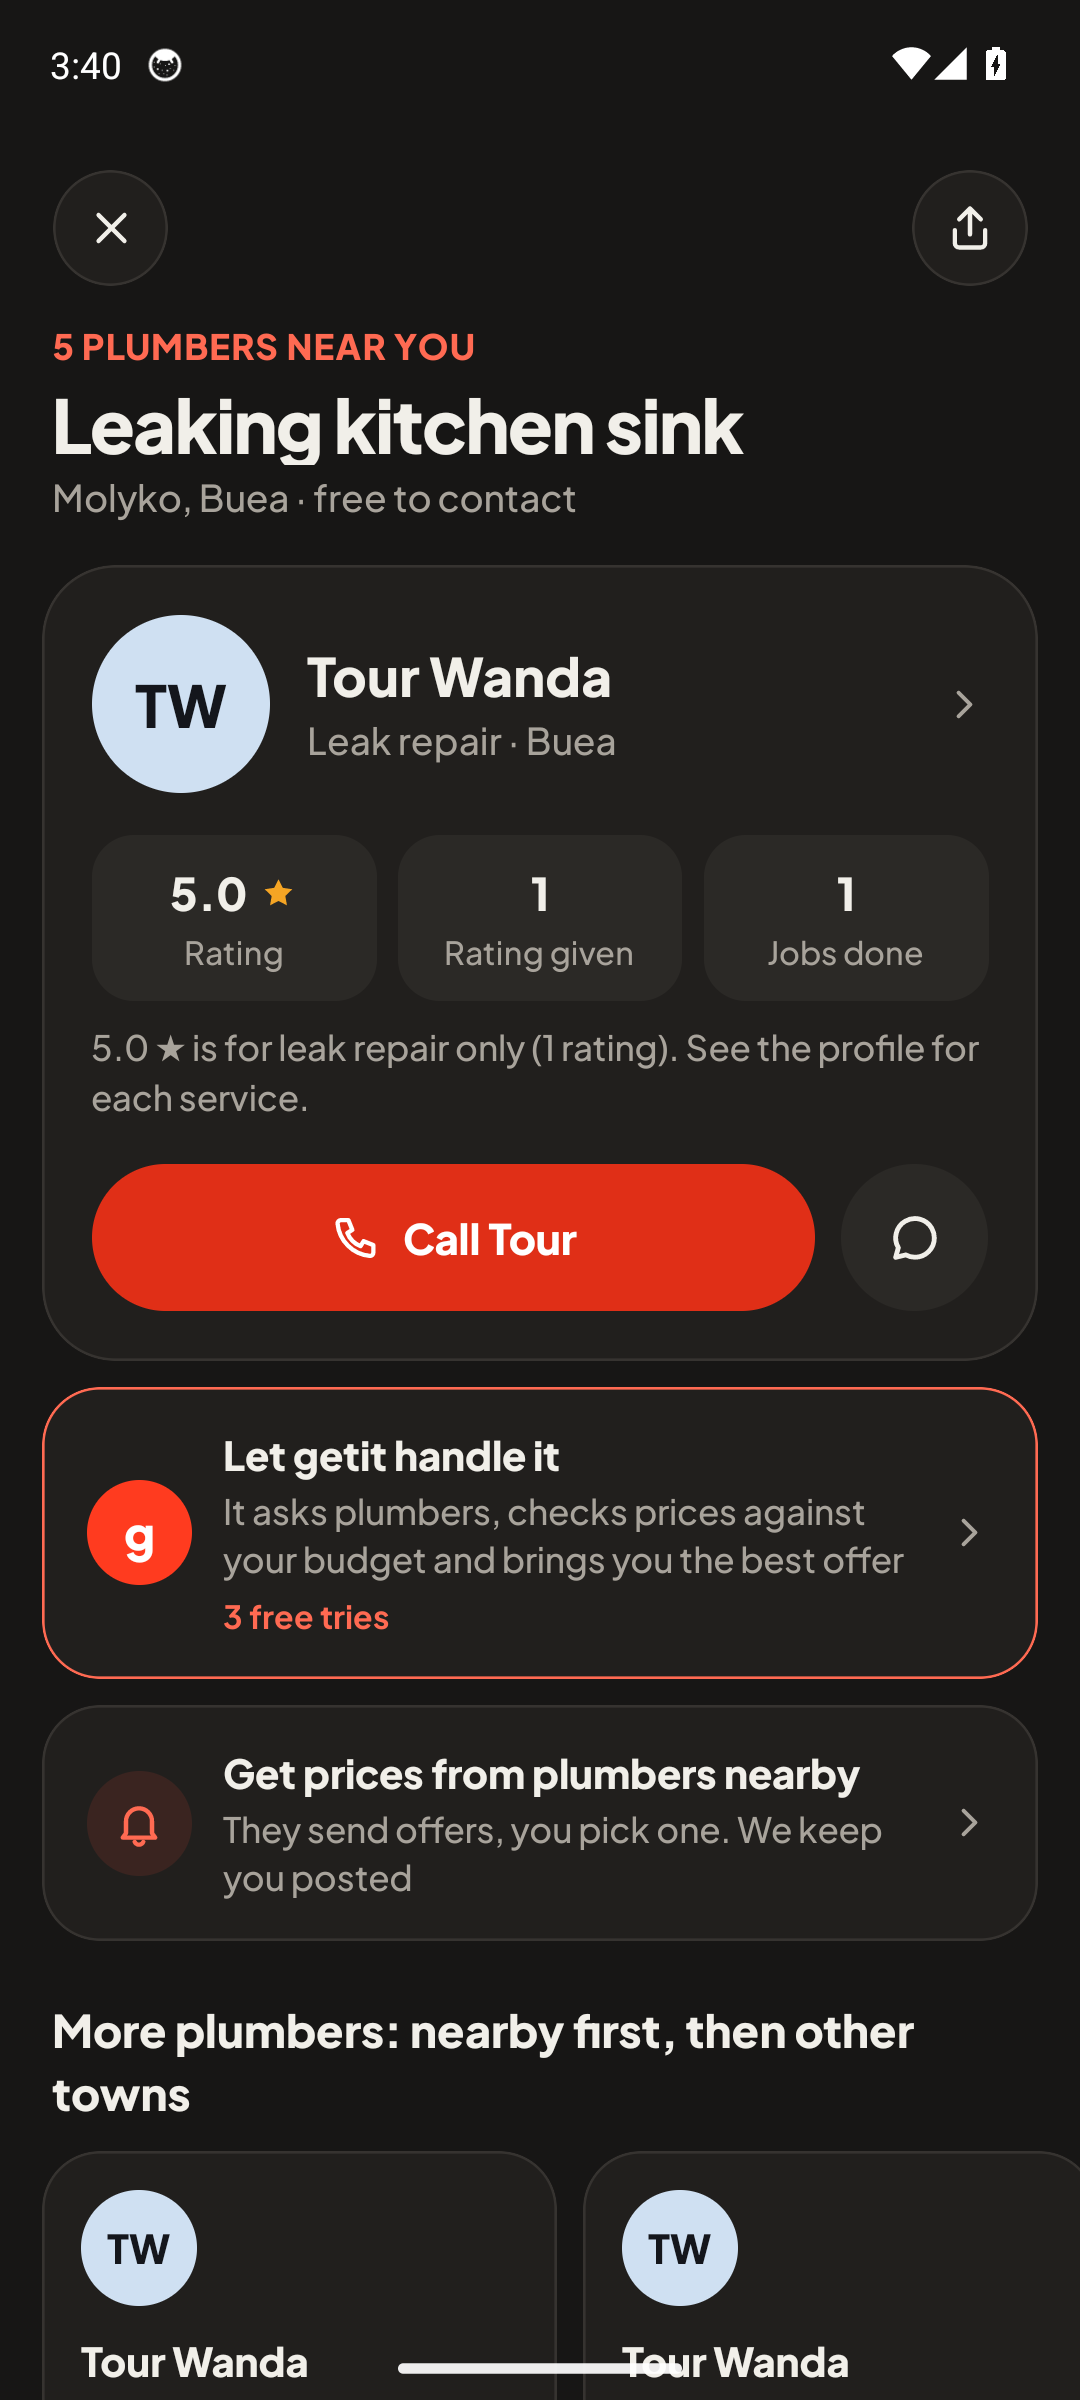 3:40
5 PLUMBERS NEAR YOU
Leaking kitchen sink
Molyko, Buea · free to contact
TW
Tour Wanda
Leak repair · Buea
5.0 ★
Rating
1
Rating given
1
Jobs done
5.0 ★ is for leak repair only (1 rating). See the profile for
each service.
Call Tour
g
Let getit handle it
It asks plumbers, checks prices against
your budget and brings you the best offer
3 free tries
Get prices from plumbers nearby
They send offers, you pick one. We keep
you posted
More plumbers: nearby first, then other
towns
TW
Tour Wanda
TW
Tour Wanda